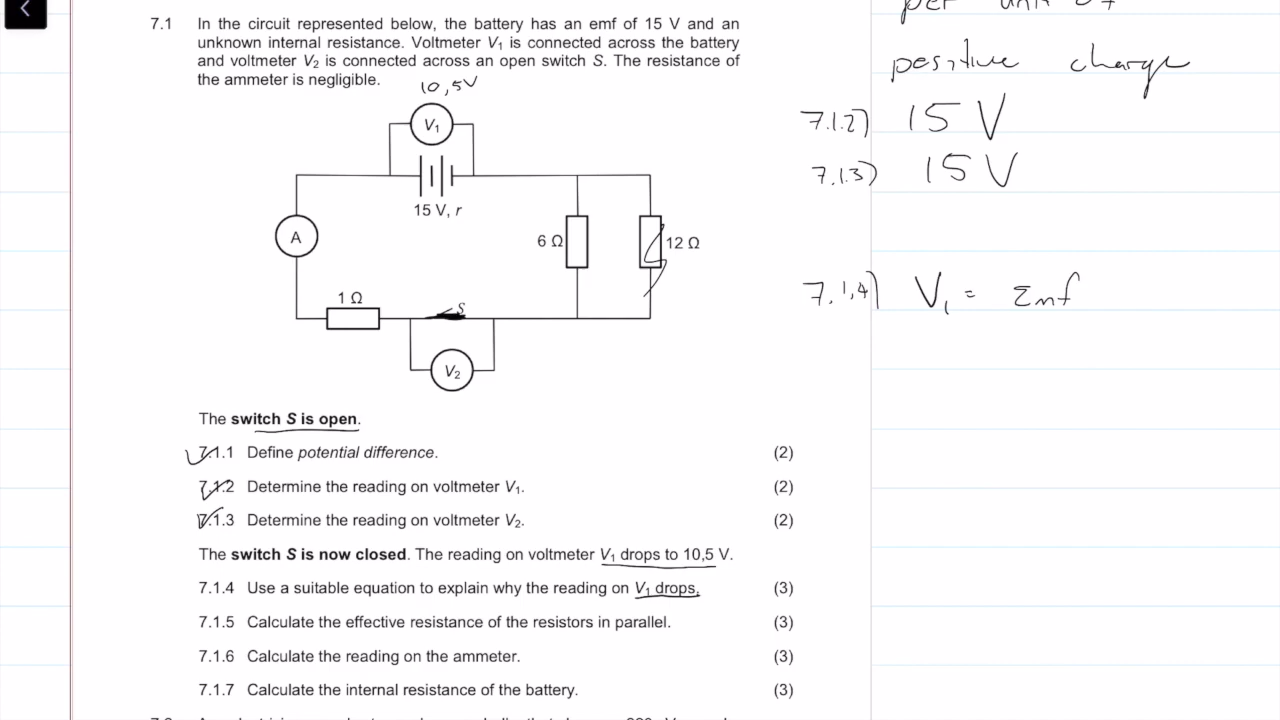 7.1 In the circuit represented below, the battery has an emf of 15 V and an
unknown internal resistance. Voltmeter V₁ is connected across the battery
and voltmeter V₂ is connected across an open switch S. The resistance of
the ammeter is negligible.
10,5V
V₁
15 V, r
A
6 Ω
12 Ω
1 Ω
S
V₂
The switch S is open.
7.1.1 Define potential difference. (2)
7.1.2 Determine the reading on voltmeter V₁. (2)
7.1.3 Determine the reading on voltmeter V₂. (2)
The switch S is now closed. The reading on voltmeter V₁ drops to 10,5 V.
7.1.4 Use a suitable equation to explain why the reading on V₁ drops. (3)
7.1.5 Calculate the effective resistance of the resistors in parallel. (3)
7.1.6 Calculate the reading on the ammeter. (3)
7.1.7 Calculate the internal resistance of the battery. (3)
per unit of
positive charge
7.1.2) 15 V
7.1.3) 15 V
7.1,4) V₁ = Emf